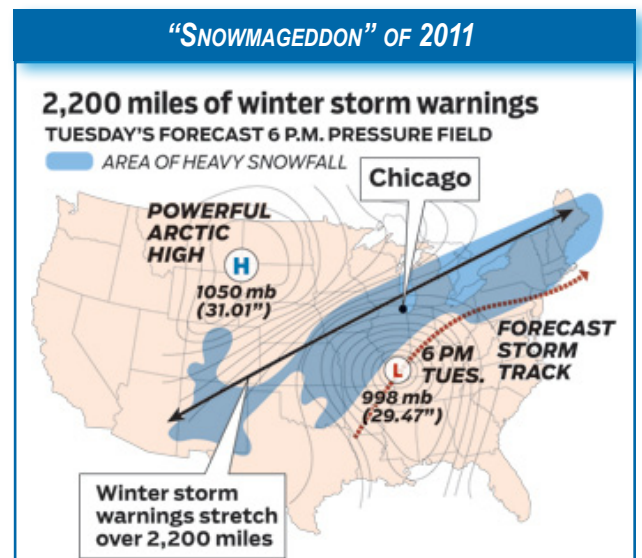 “SNOWMAGEDDON” OF 2011
2,200 miles of winter storm warnings
TUESDAY'S FORECAST 6 P.M. PRESSURE FIELD
AREA OF HEAVY SNOWFALL
Chicago
POWERFUL
ARCTIC
HIGH
H
1050 mb
(31.01")
FORECAST
STORM
TRACK
6 PM
TUES.
L
998 mb
(29.47")
Winter storm
warnings stretch
over 2,200 miles